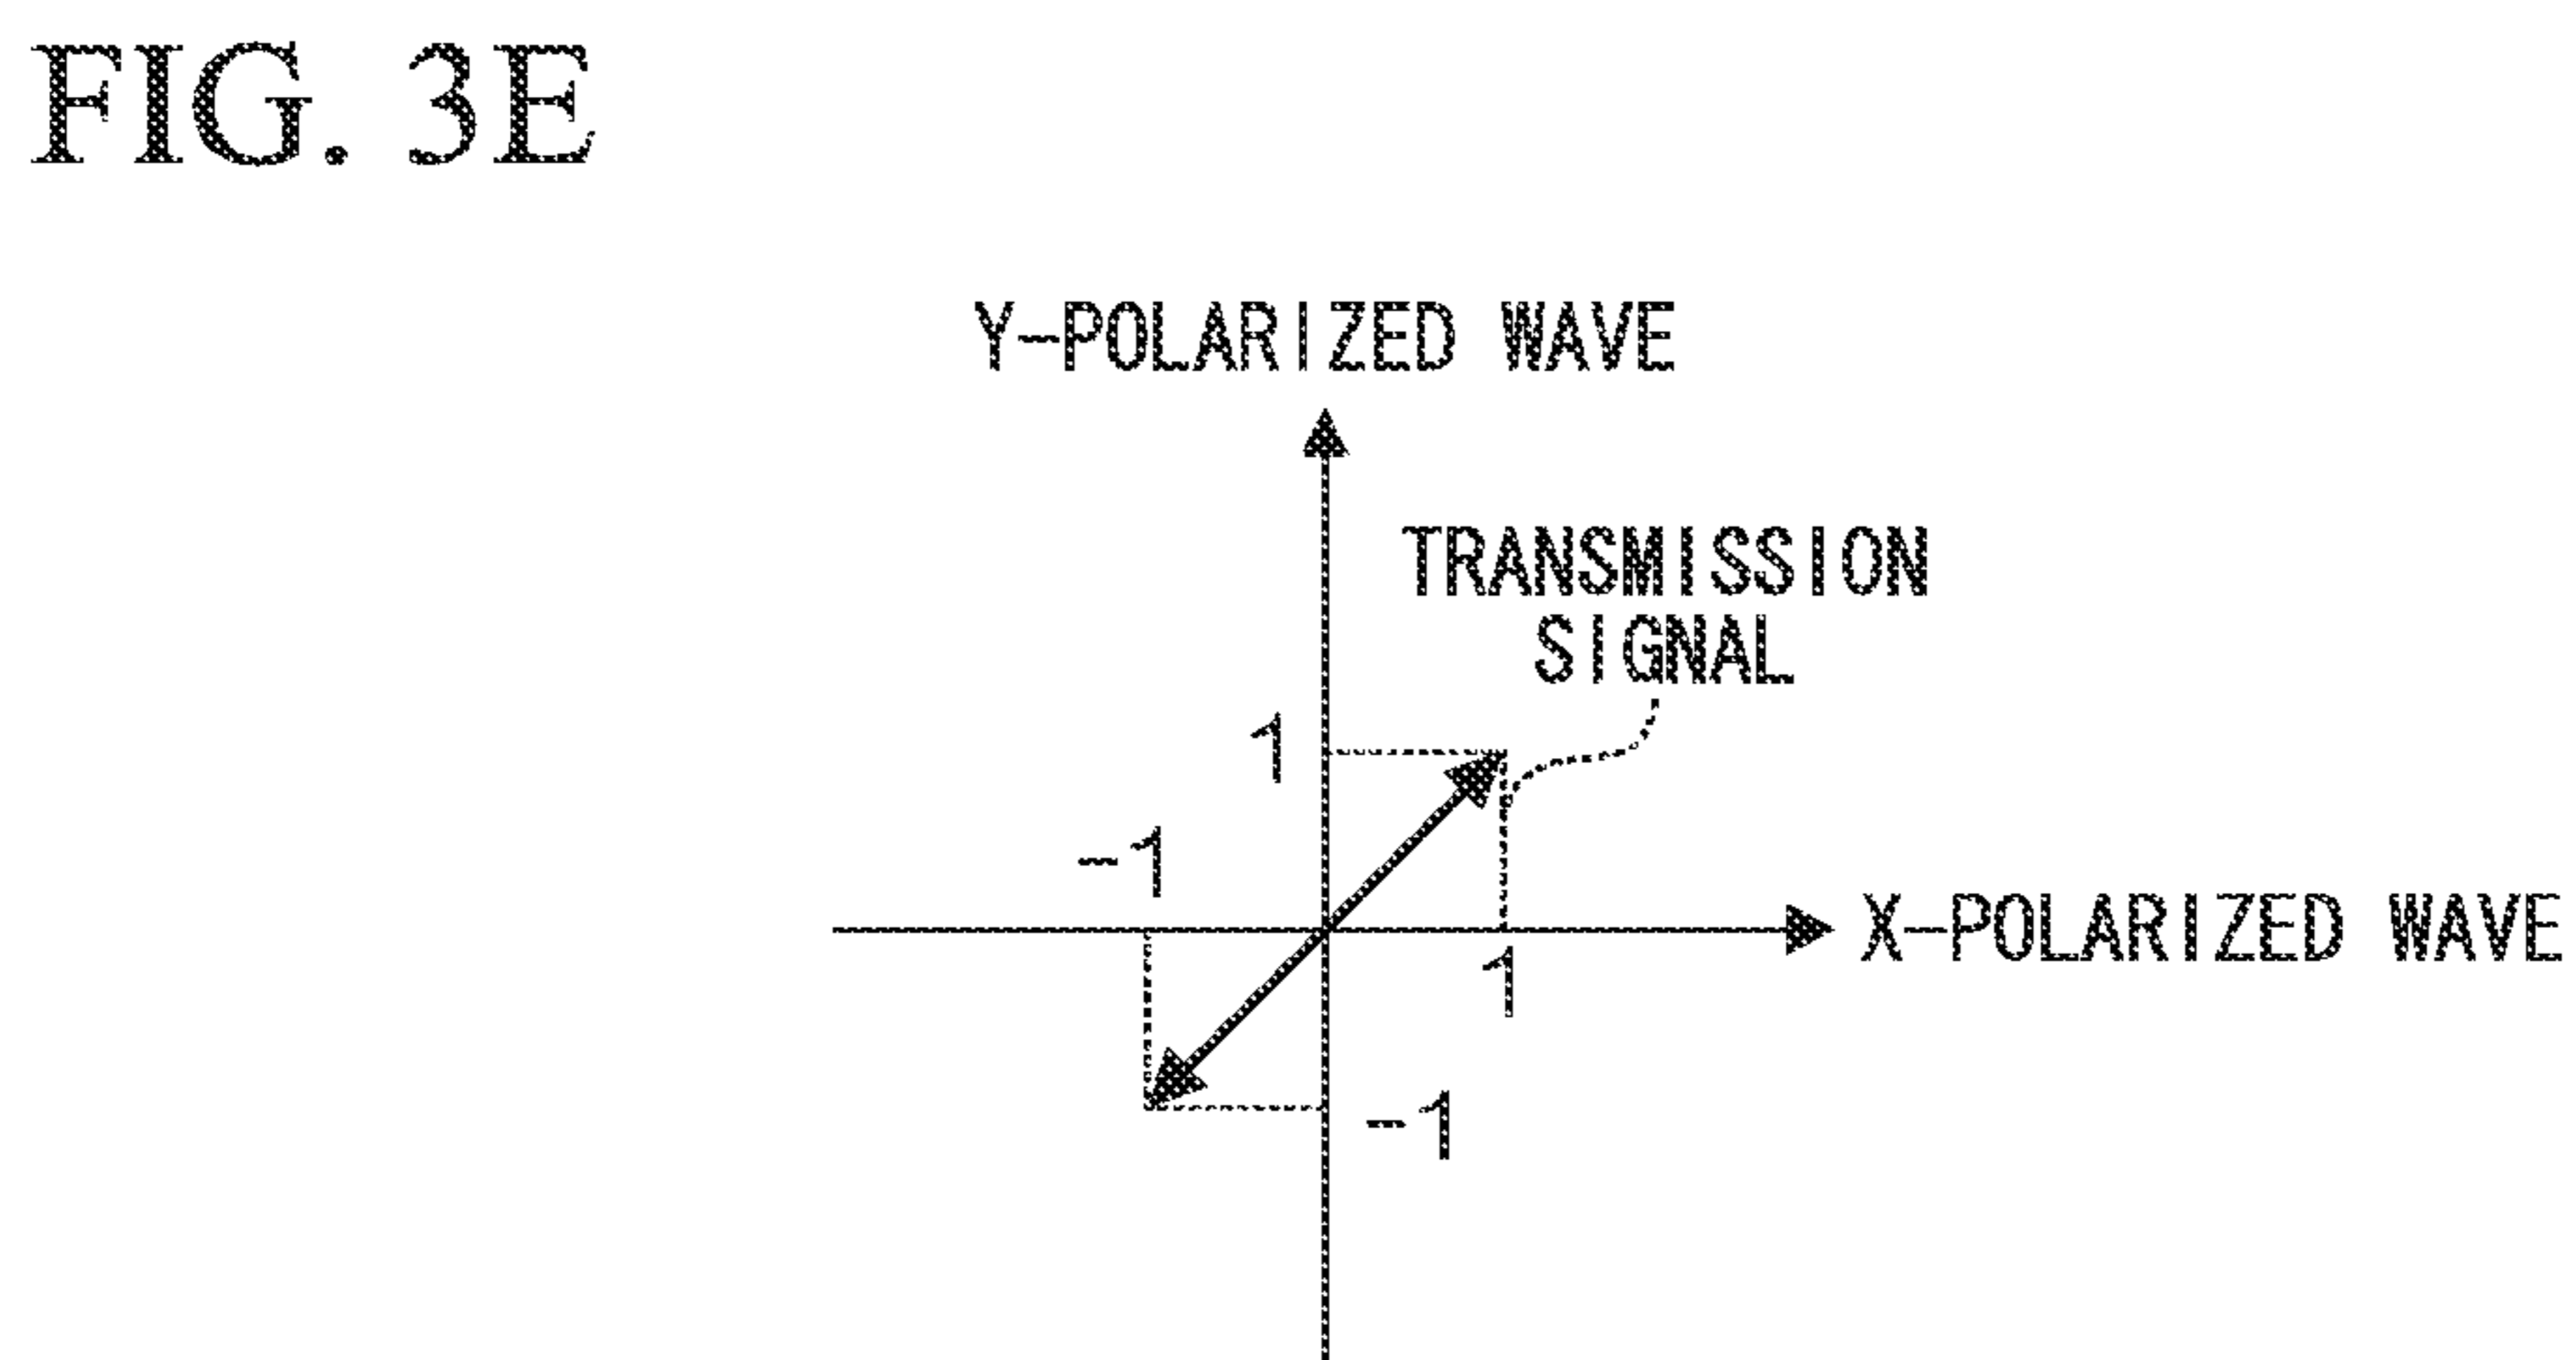 FIG. 3E
Y-POLARIZED WAVE
TRANSMISSION
SIGNAL
1
-1
X-POLARIZED WAVE
1
-1